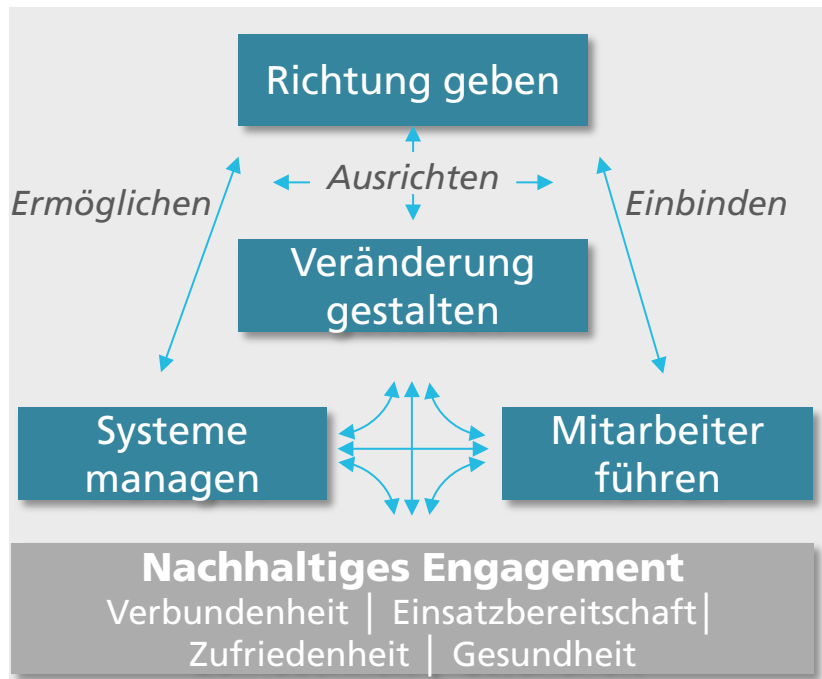 Richtung geben
Ausrichten
Ermöglichen
Einbinden
Veränderung
gestalten
Systeme
managen
Mitarbeiter
führen
Nachhaltiges Engagement
Verbundenheit | Einsatzbereitschaft|
Zufriedenheit | Gesundheit